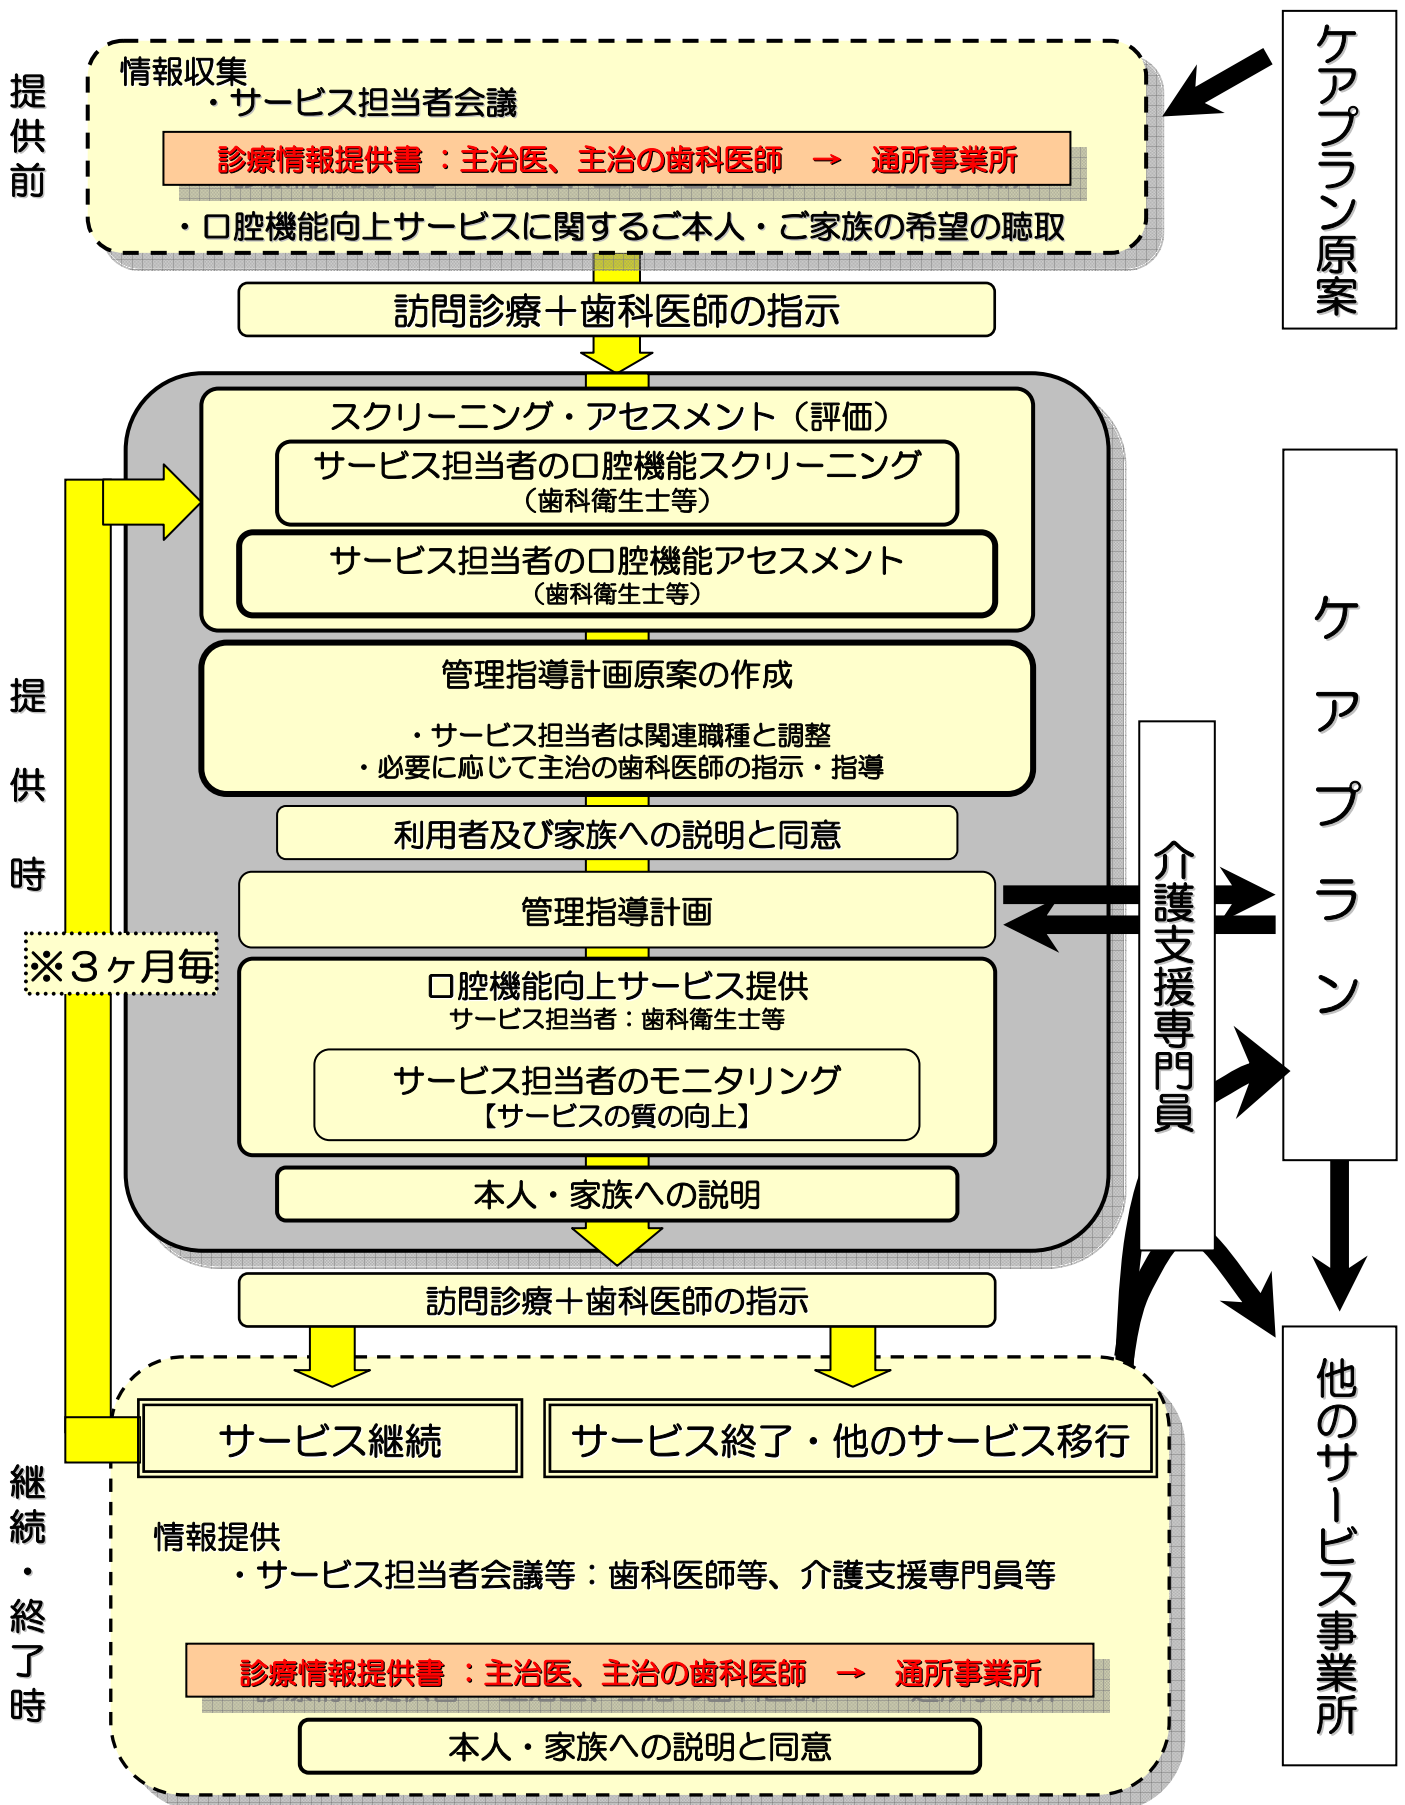 提供前
情報収集
・サービス担当者会議
診療情報提供書 ：主治医、主治の歯科医師　→　通所事業所
・口腔機能向上サービスに関するご本人・ご家族の希望の聴取
ケアプラン原案
訪問診療＋歯科医師の指示
提供時
スクリーニング・アセスメント（評価）
サービス担当者の口腔機能スクリーニング
（歯科衛生士等）
サービス担当者の口腔機能アセスメント
（歯科衛生士等）
管理指導計画原案の作成
・サービス担当者は関連職種と調整
・必要に応じて主治の歯科医師の指示・指導
利用者及び家族への説明と同意
管理指導計画
※３ヶ月毎
口腔機能向上サービス提供
サービス担当者：歯科衛生士等
サービス担当者のモニタリング
【サービスの質の向上】
本人・家族への説明
介護支援専門員
ケアプラン
訪問診療＋歯科医師の指示
継続・終了時
サービス継続
サービス終了・他のサービス移行
情報提供
・サービス担当者会議等：歯科医師等、介護支援専門員等
診療情報提供書 ：主治医、主治の歯科医師　→　通所事業所
本人・家族への説明と同意
他のサービス事業所